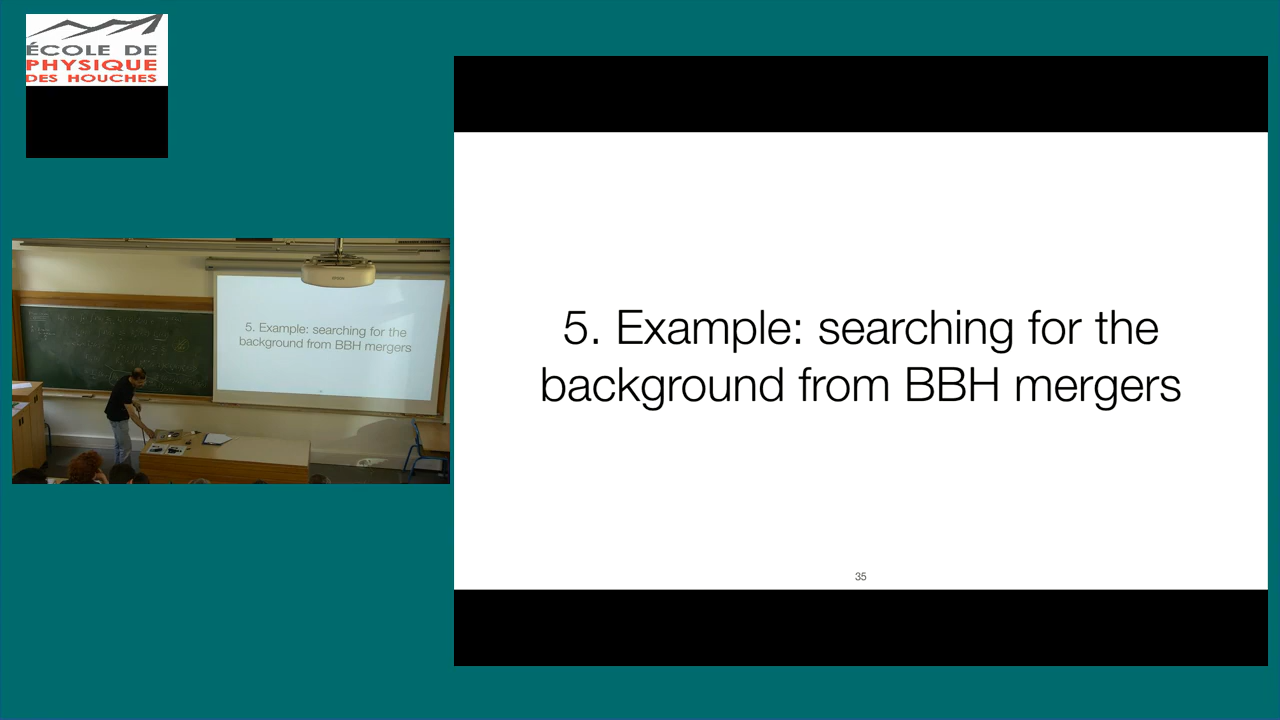 ÉCOLE DE
PHYSIQUE
DES HOUCHES
5. Example: searching for the
background from BBH mergers
5. Example: searching for the
background from BBH mergers
35